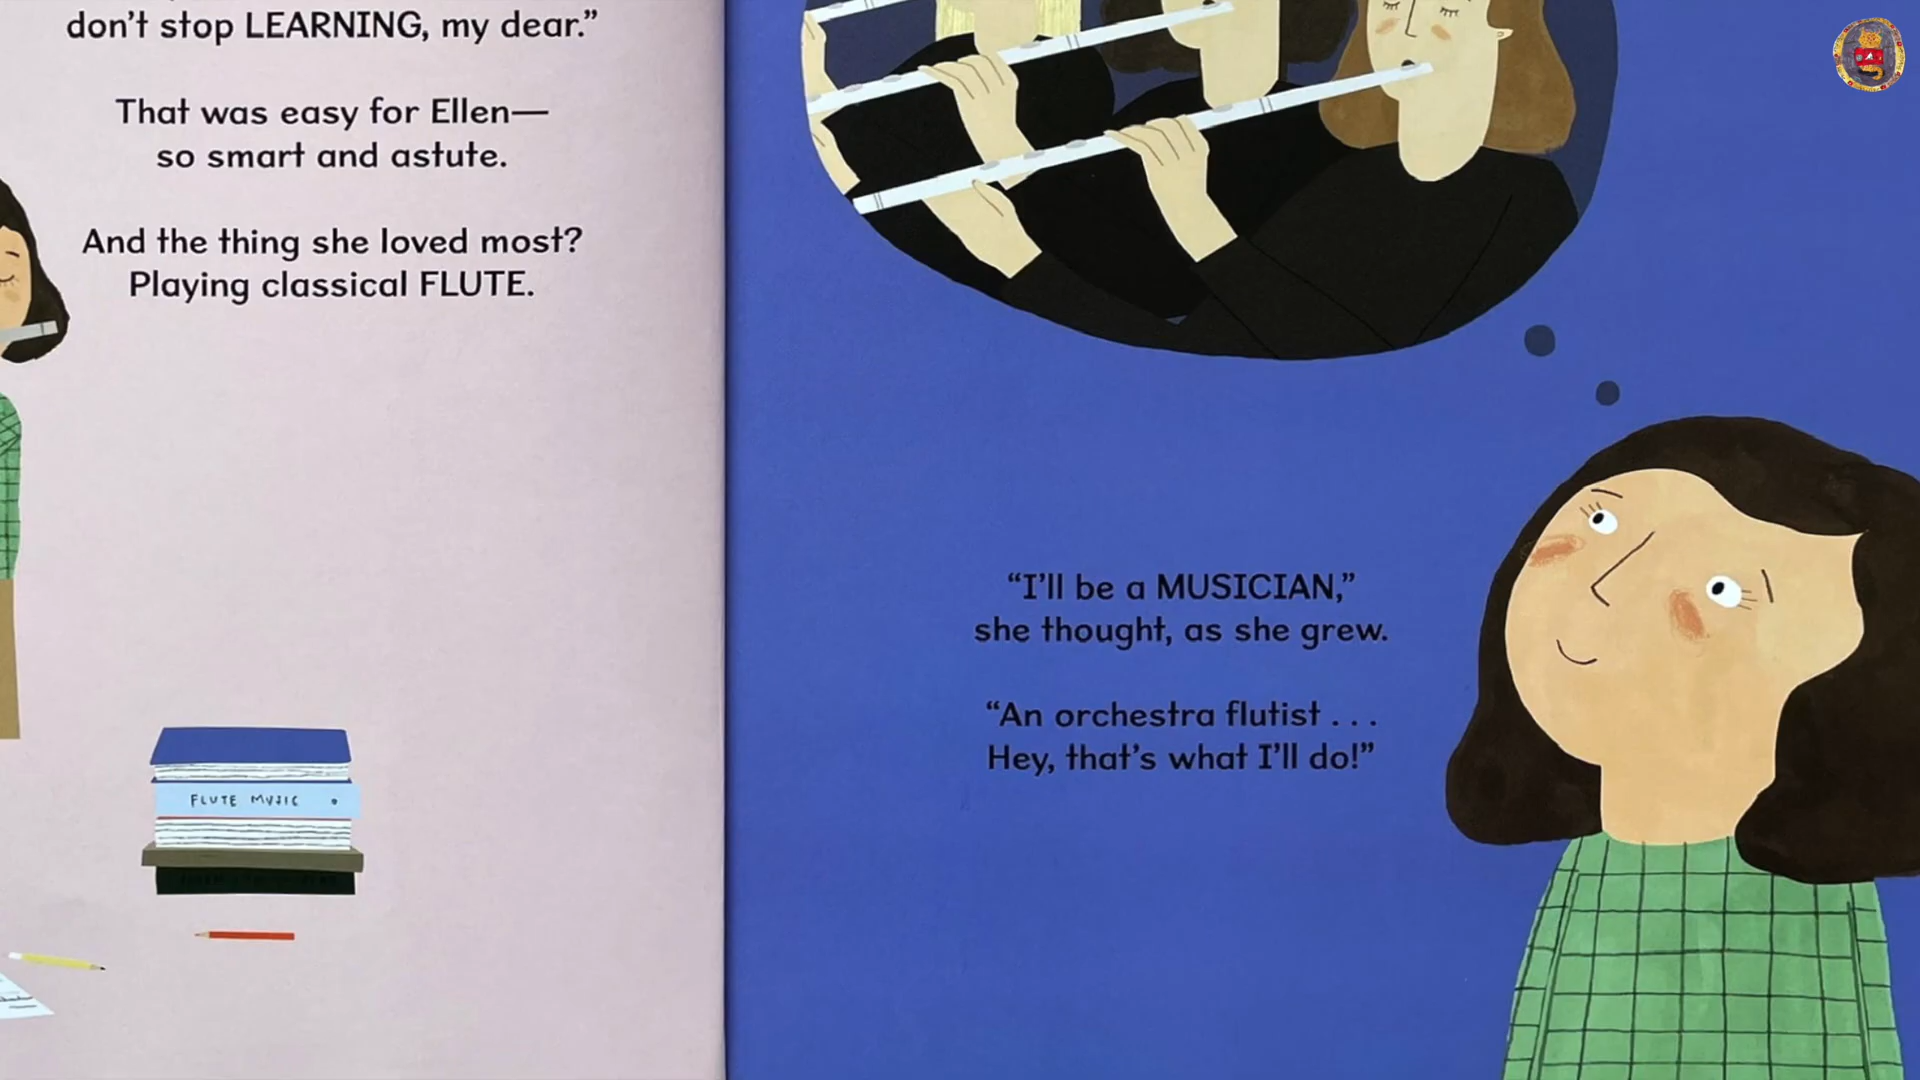 don’t stop LEARNING, my dear.”
That was easy for Ellen—
so smart and astute.
And the thing she loved most?
Playing classical FLUTE.
FLUTE MUSIC
“I’ll be a MUSICIAN,”
she thought, as she grew.
“An orchestra flutist . . .
Hey, that’s what I’ll do!”